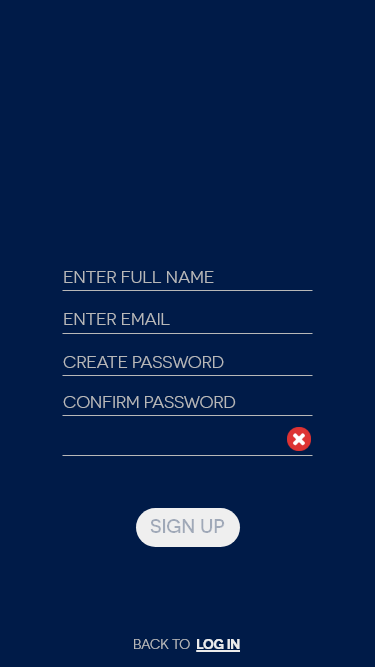 ENTER FULL NAME
ENTER EMAIL
CREATE PASSWORD
CONFIRM PASSWORD
SIGN UP
BACK TO LOG IN